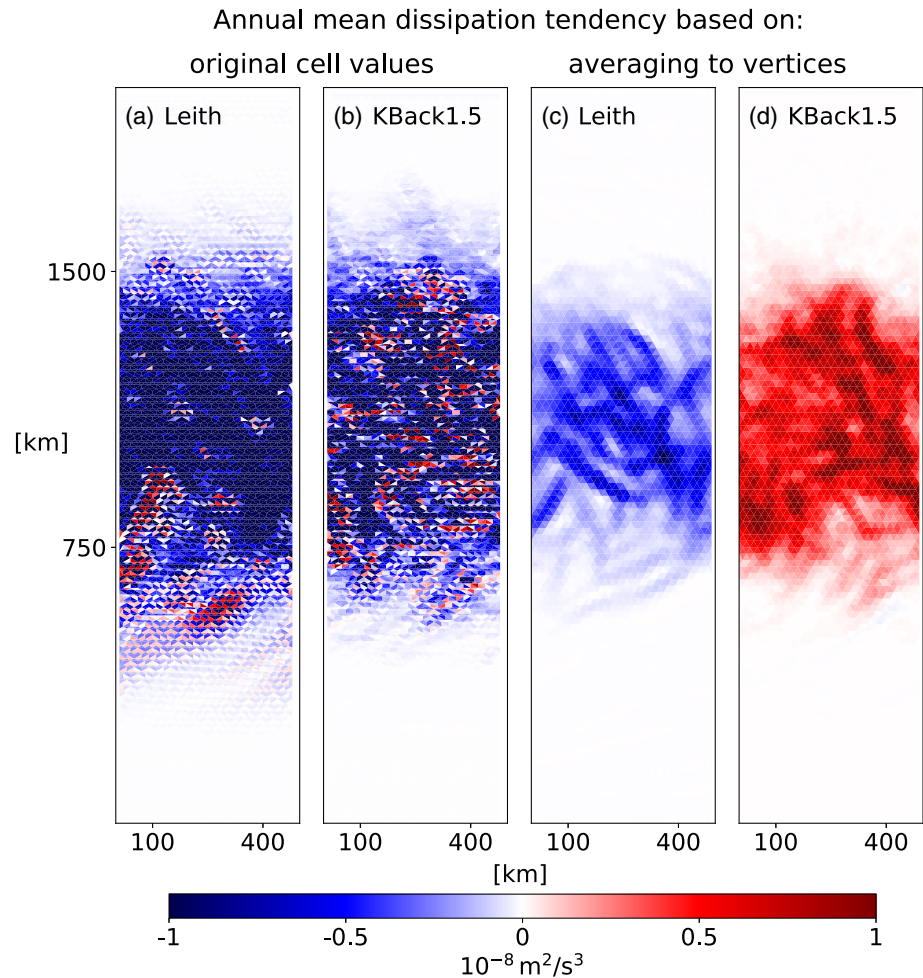 Annual mean dissipation tendency based on:
original cell values
averaging to vertices
(a) Leith
(b) KBack1.5
(c) Leith
(d) KBack1.5
1500
[km]
750
100 400 100 400 100 400 100 400
[km]
-1 -0.5 0 0.5 1
10⁻⁸ m²/s³